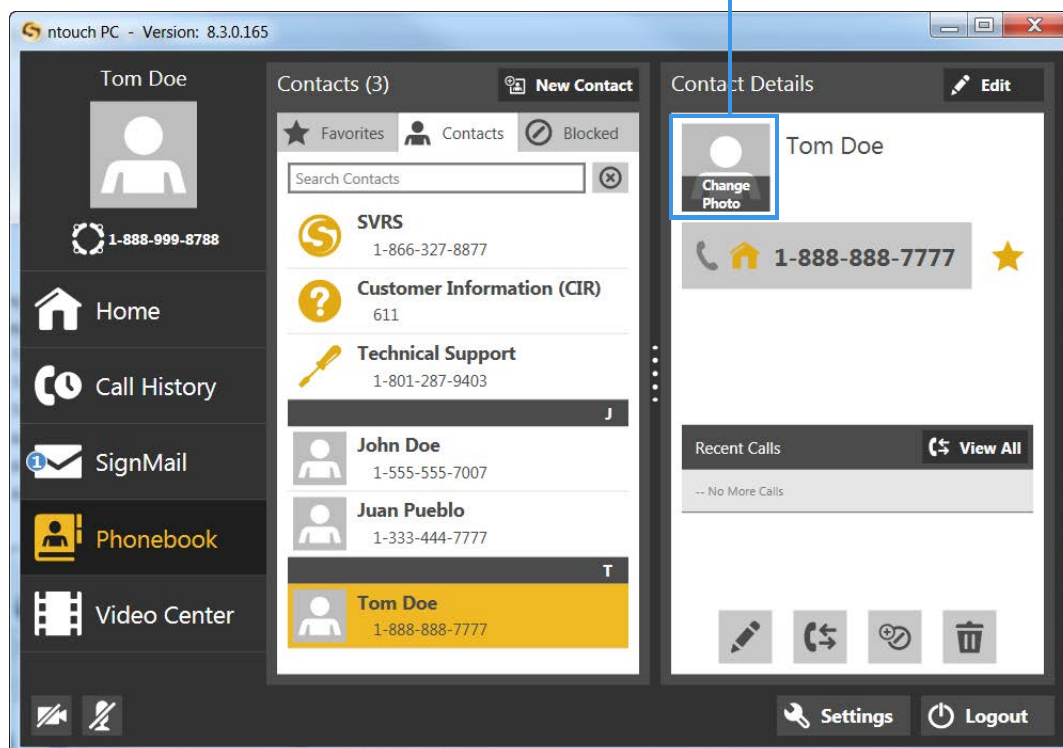 ntouch PC - Version: 8.3.0.165
Tom Doe
1-888-999-8788
Home
Call History
1
SignMail
Phonebook
Video Center
Contacts (3)
New Contact
Favorites
Contacts
Blocked
Search Contacts
SVRS
1-866-327-8877
Customer Information (CIR)
611
Technical Support
1-801-287-9403
J
John Doe
1-555-555-7007
Juan Pueblo
1-333-444-7777
T
Tom Doe
1-888-888-7777
Contact Details
Edit
Change
Photo
Tom Doe
1-888-888-7777
Recent Calls
View All
-- No More Calls
Settings
Logout